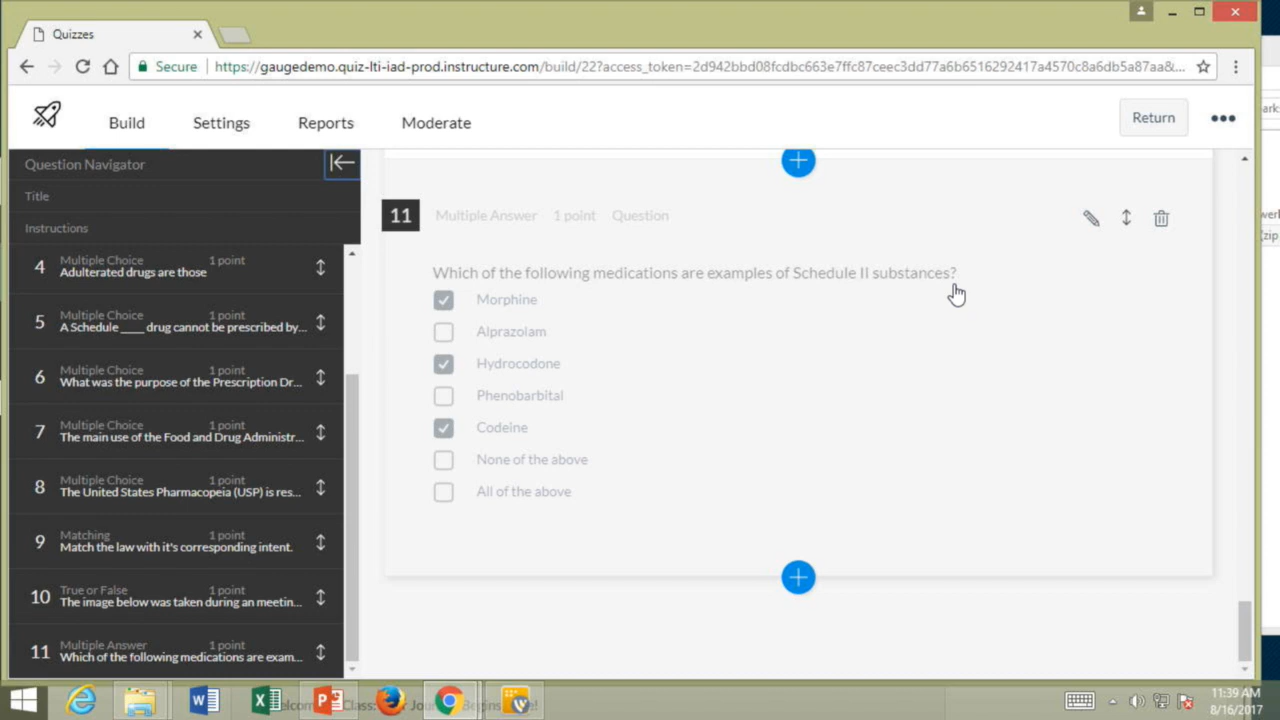 Quizzes
Secure https://gaugedemo.quiz-lti-iad-prod.instructure.com/build/22?access_token=2d942bbd08fcdbc663e7ffc87ceec3dd77a6b6516292417a4570c8a6db5a87aa&...
Build Settings Reports Moderate Return
Question Navigator
Title
Instructions
4 Multiple Choice 1 point
Adulterated drugs are those
5 Multiple Choice 1 point
A Schedule ____ drug cannot be prescribed by...
6 Multiple Choice 1 point
What was the purpose of the Prescription Dr...
7 Multiple Choice 1 point
The main use of the Food and Drug Administr...
8 Multiple Choice 1 point
The United States Pharmacopeia (USP) is res...
9 Matching 1 point
Match the law with it's corresponding intent.
10 True or False 1 point
The image below was taken during an meetin...
11 Multiple Answer 1 point
Which of the following medications are exam...
11 Multiple Answer 1 point Question
Which of the following medications are examples of Schedule II substances?
Morphine
Alprazolam
Hydrocodone
Phenobarbital
Codeine
None of the above
All of the above
11:39 AM
8/16/2017